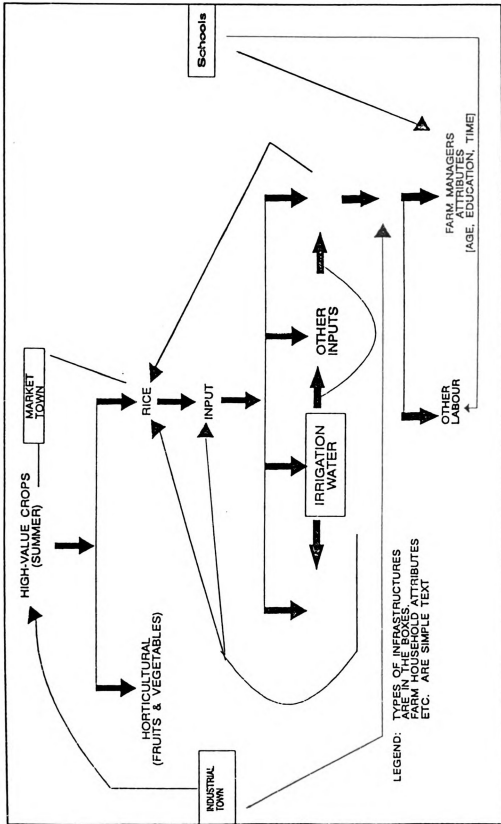 HIGH-VALUE CROPS
(SUMMER)
MARKET
TOWN
Schools
INDUSTRIAL
TOWN
HORTICULTURAL
(FRUITS & VEGETABLES)
RICE
INPUT
IRRIGATION
WATER
OTHER
INPUTS
OTHER
LABOUR
FARM MANAGERS
ATTRIBUTES
[AGE, EDUCATION, TIME]
LEGEND: TYPES OF INFRASTRUCTURES
ARE IN THE BOXES.
FARM HOUSEHOLD ATTRIBUTES
ETC. ARE SIMPLE TEXT